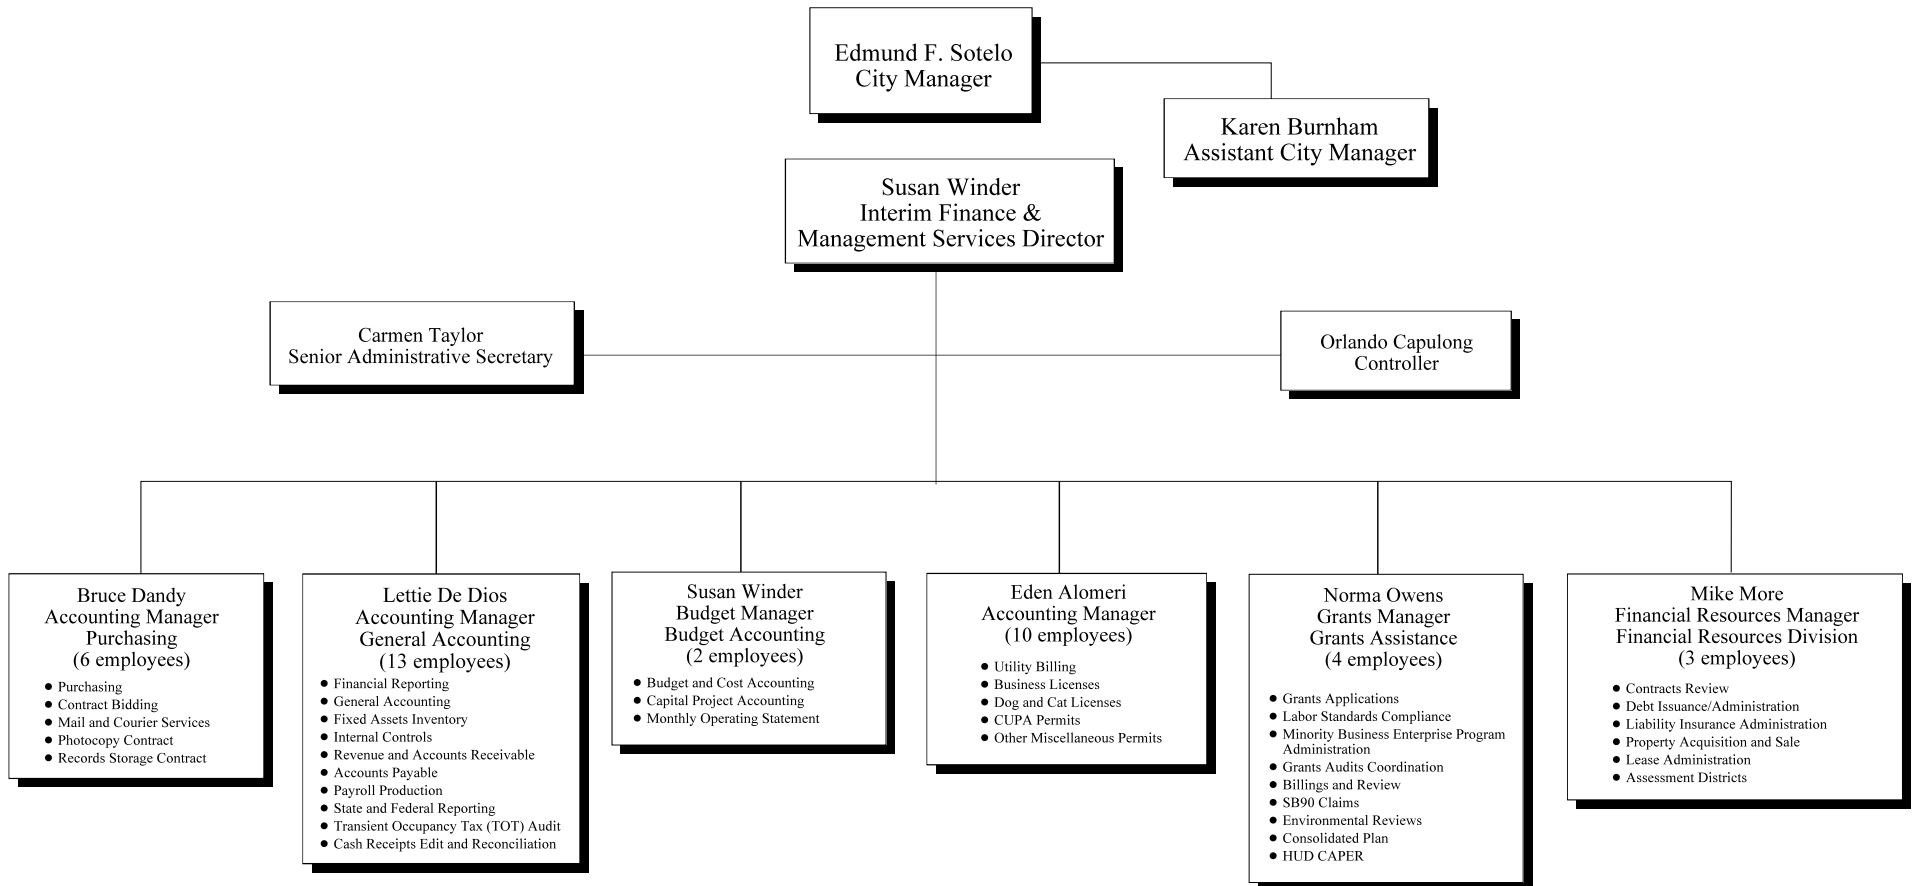 Edmund F. Sotelo
City Manager
Karen Burnham
Assistant City Manager
Susan Winder
Interim Finance &
Management Services Director
Carmen Taylor
Senior Administrative Secretary
Orlando Capulong
Controller
Bruce Dandy
Accounting Manager
Purchasing
(6 employees)
● Purchasing
● Contract Bidding
● Mail and Courier Services
● Photocopy Contract
● Records Storage Contract
Lettie De Dios
Accounting Manager
General Accounting
(13 employees)
● Financial Reporting
● General Accounting
● Fixed Assets Inventory
● Internal Controls
● Revenue and Accounts Receivable
● Accounts Payable
● Payroll Production
● State and Federal Reporting
● Transient Occupancy Tax (TOT) Audit
● Cash Receipts Edit and Reconciliation
Susan Winder
Budget Manager
Budget Accounting
(2 employees)
● Budget and Cost Accounting
● Capital Project Accounting
● Monthly Operating Statement
Eden Alomeri
Accounting Manager
(10 employees)
● Utility Billing
● Business Licenses
● Dog and Cat Licenses
● CUPA Permits
● Other Miscellaneous Permits
Norma Owens
Grants Manager
Grants Assistance
(4 employees)
● Grants Applications
● Labor Standards Compliance
● Minority Business Enterprise Program
Administration
● Grants Audits Coordination
● Billings and Review
● SB90 Claims
● Environmental Reviews
● Consolidated Plan
● HUD CAPER
Mike More
Financial Resources Manager
Financial Resources Division
(3 employees)
● Contracts Review
● Debt Issuance/Administration
● Liability Insurance Administration
● Property Acquisition and Sale
● Lease Administration
● Assessment Districts